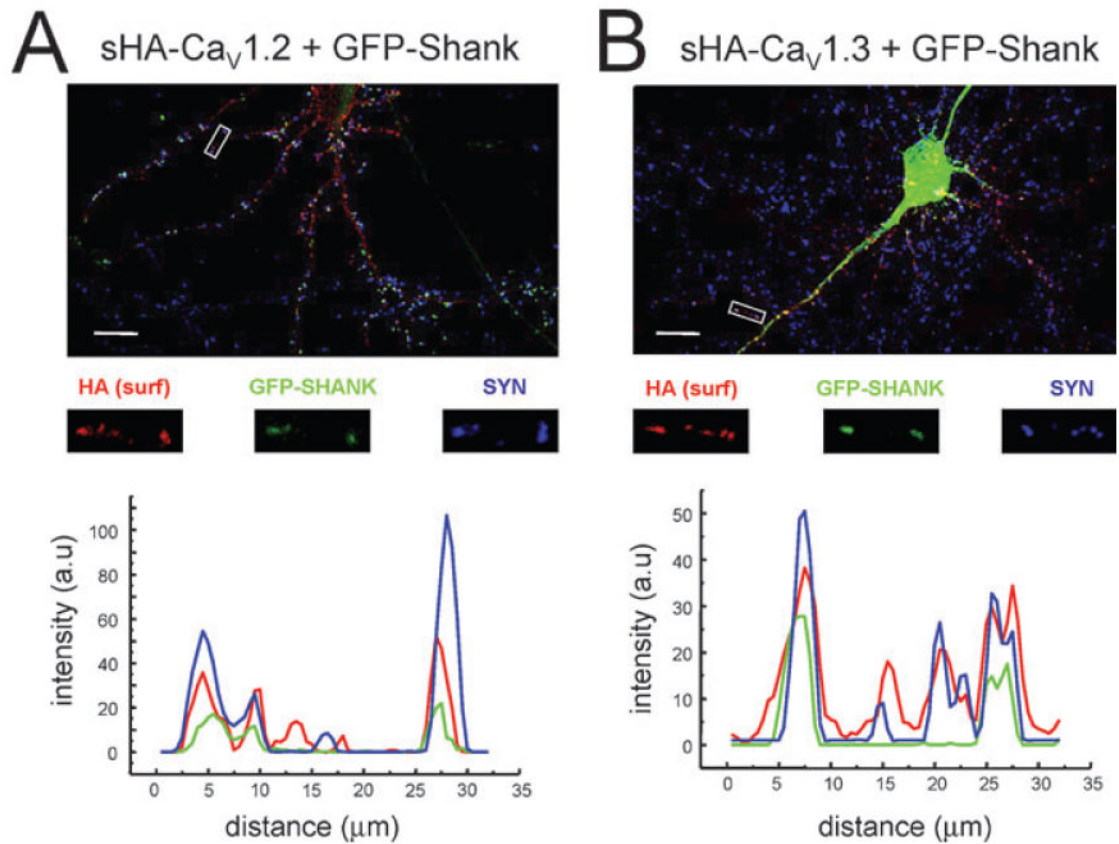 A
sHA-CaV1.2 + GFP-Shank
HA (surf) GFP-SHANK SYN
intensity (a.u)
100
80
60
40
20
0
0 5 10 15 20 25 30 35
distance (μm)
B
sHA-CaV1.3 + GFP-Shank
HA (surf) GFP-SHANK SYN
intensity (a.u)
50
40
30
20
10
0
0 5 10 15 20 25 30 35
distance (μm)